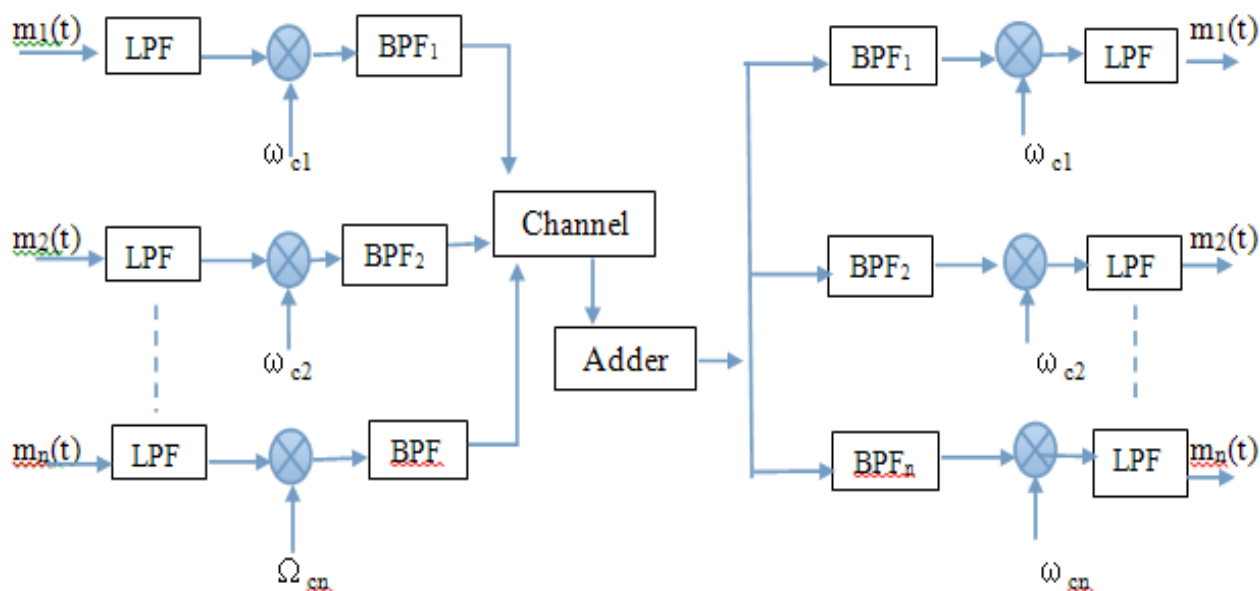 m₁(t) LPF BPF₁
ω c1
m₂(t) LPF BPF₂
ω c2
mₙ(t) LPF BPF
Ω cn
Channel
Adder
BPF₁ LPF m₁(t)
ω c1
BPF₂ LPF m₂(t)
ω c2
BPFₙ LPF mₙ(t)
ω cn